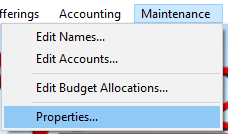 fferings Accounting Maintenance
Edit Names...
Edit Accounts...
Edit Budget Allocations...
Properties...